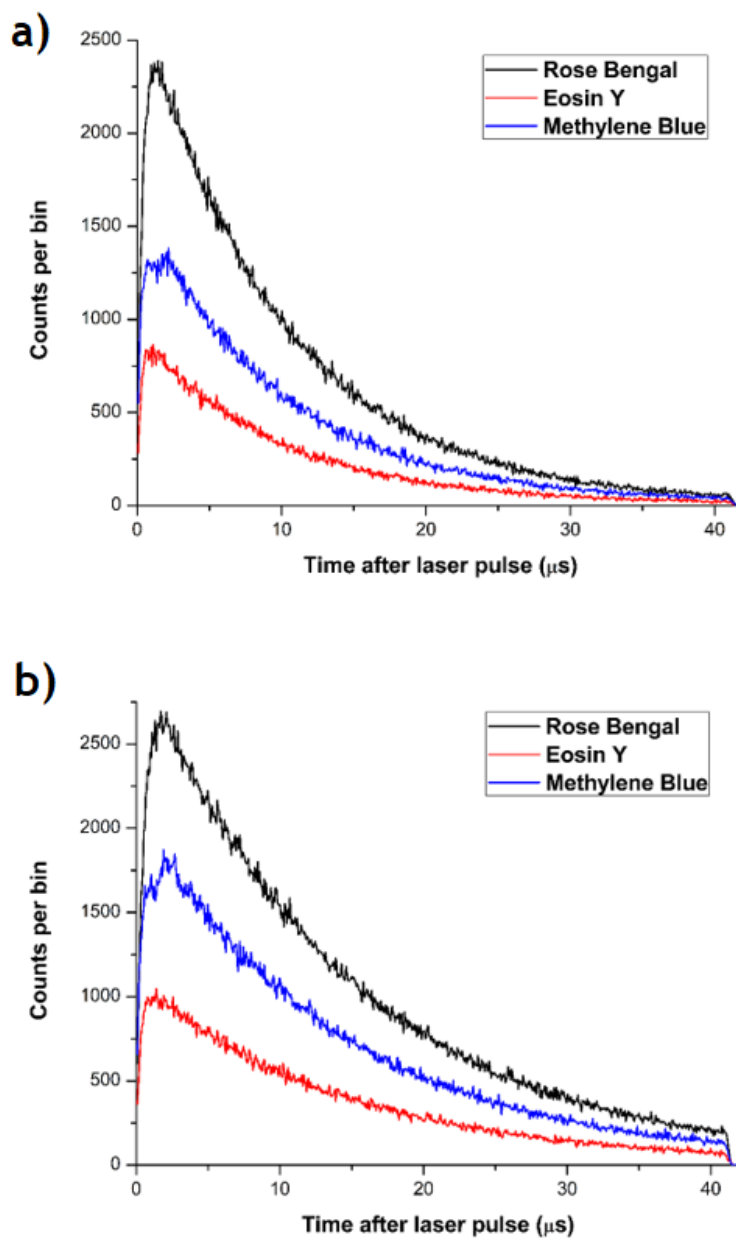 a)
2500
2000
1500
1000
500
0
Counts per bin
Rose Bengal
Eosin Y
Methylene Blue
0 10 20 30 40
Time after laser pulse (μs)
b)
2500
2000
1500
1000
500
0
Counts per bin
Rose Bengal
Eosin Y
Methylene Blue
0 10 20 30 40
Time after laser pulse (μs)